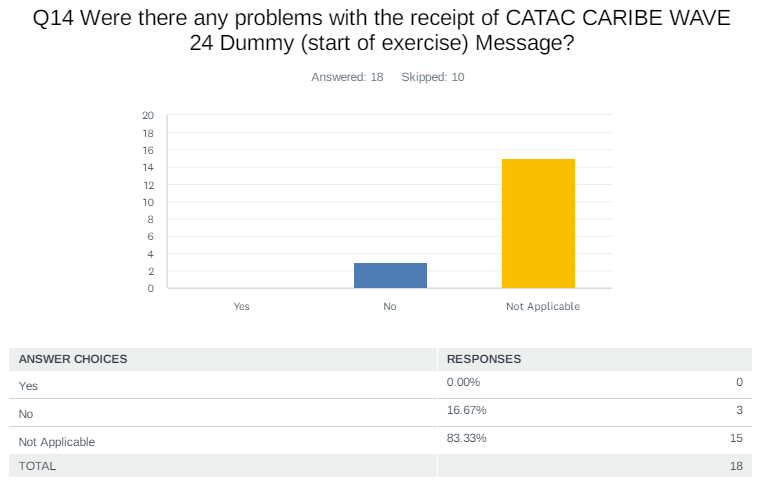 Q14 Were there any problems with the receipt of CATAC CARIBE WAVE
24 Dummy (start of exercise) Message?
Answered: 18 Skipped: 10
20
18
16
14
12
10
8
6
4
2
0
Yes No Not Applicable
ANSWER CHOICES RESPONSES
Yes 0.00% 0
No 16.67% 3
Not Applicable 83.33% 15
TOTAL 18